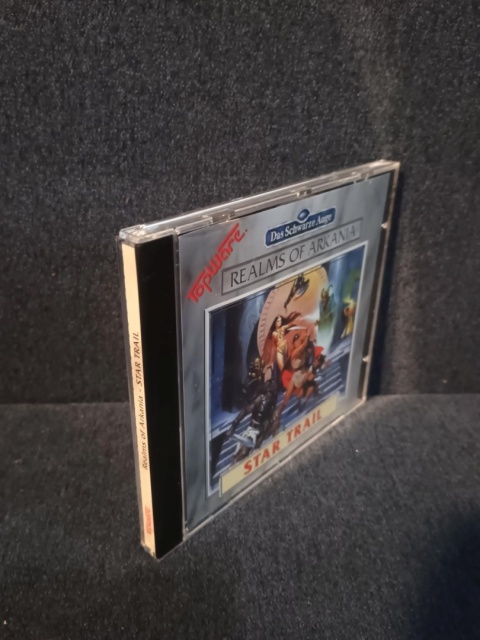 TopWare
Das Schwarze Auge
REALMS OF ARKANIA
STAR TRAIL
Realms of Arkania - STAR TRAIL